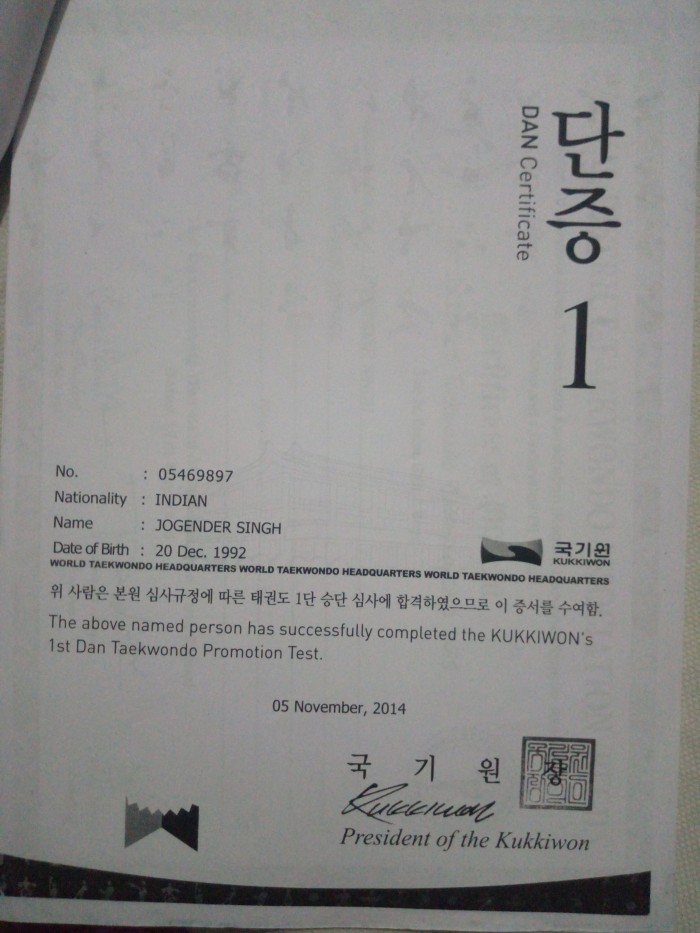 단증
DAN Certificate
1
No. : 05469897
Nationality : INDIAN
Name : JOGENDER SINGH
Date of Birth : 20 Dec. 1992
국기원
KUKKIWON
WORLD TAEKWONDO HEADQUARTERS WORLD TAEKWONDO HEADQUARTERS WORLD TAEKWONDO HEADQUARTERS
위 사람은 본원 심사규정에 따른 태권도 1단 승단 심사에 합격하였으므로 이 증서를 수여함.
The above named person has successfully completed the KUKKIWON's
1st Dan Taekwondo Promotion Test.
05 November, 2014
국 기 원 장
Kukkiwon
President of the Kukkiwon